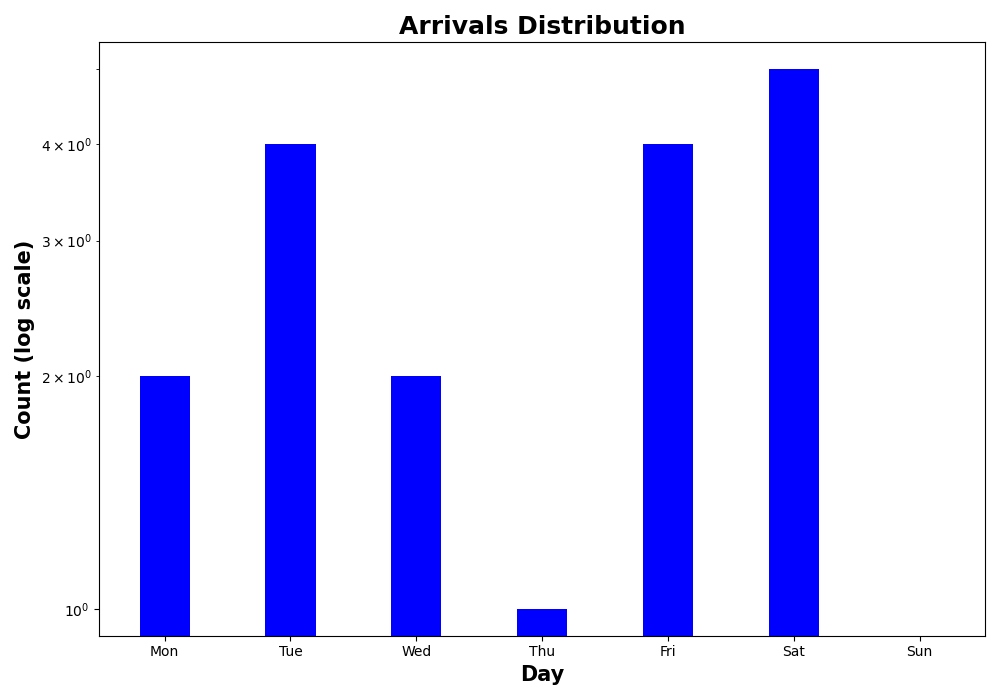 Arrivals Distribution
Count (log scale)
4 × 10⁰
3 × 10⁰
2 × 10⁰
10⁰
Mon Tue Wed Thu Fri Sat Sun
Day